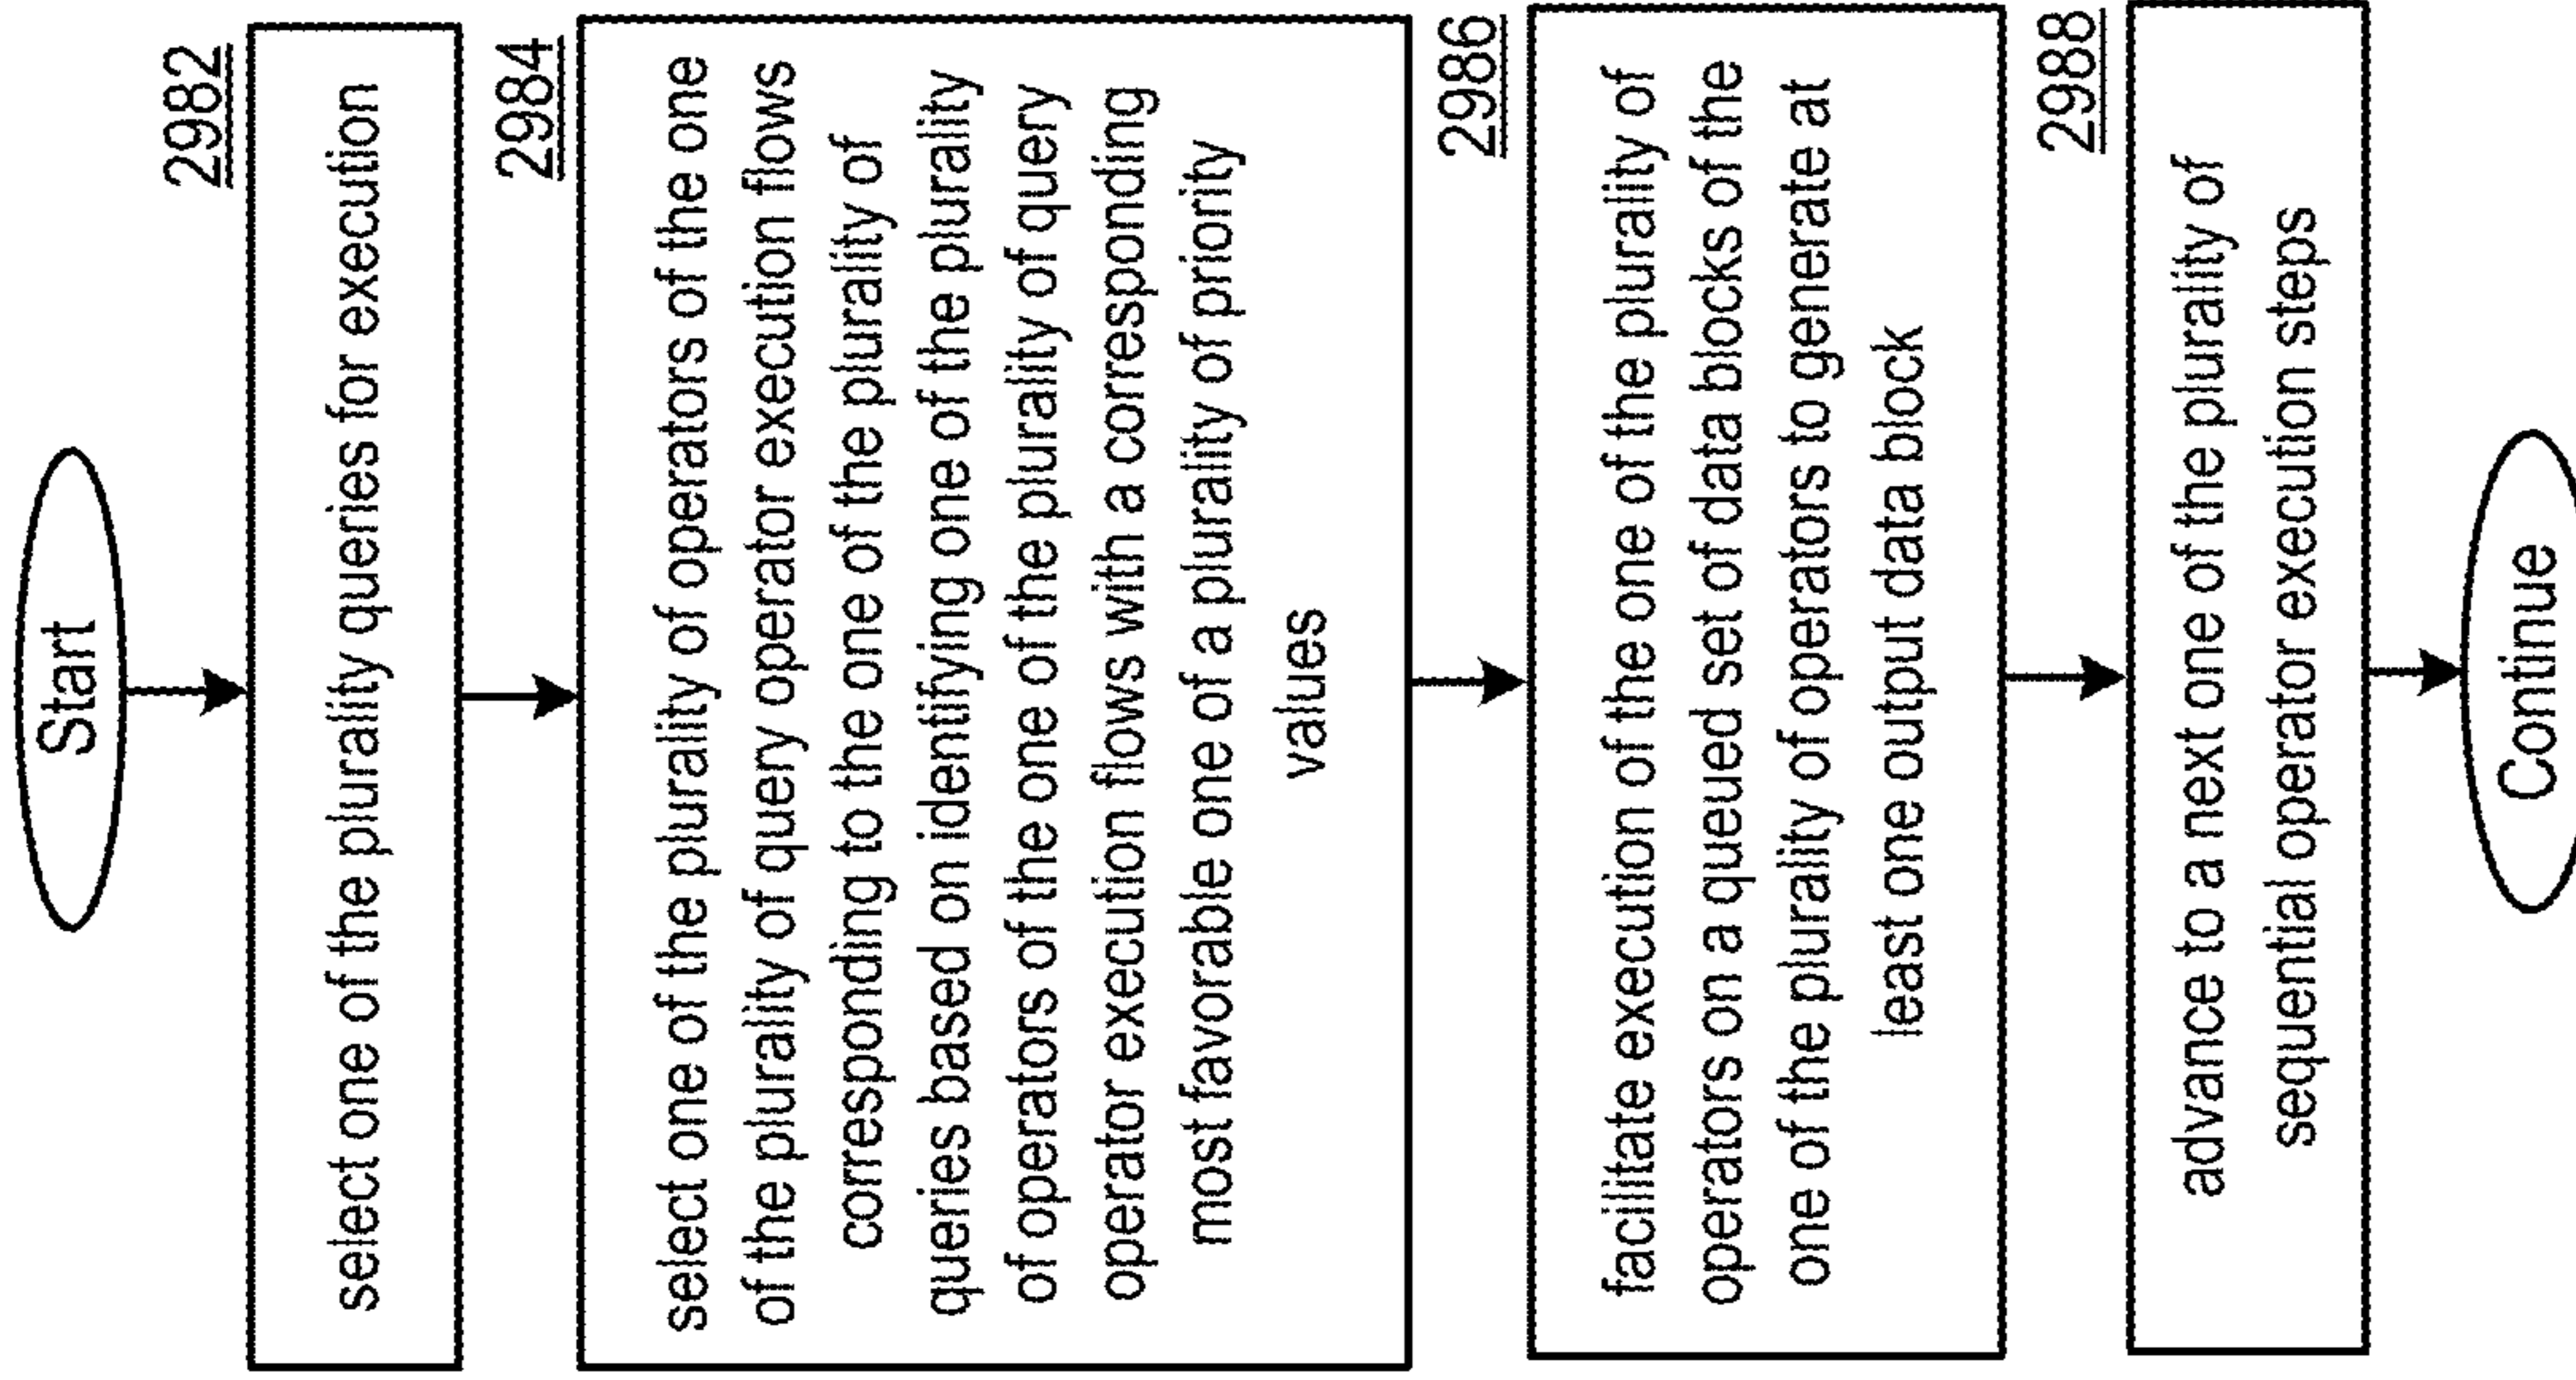 Start
2982
select one of the plurality queries for execution
2984
select one of the plurality of operators of the one
of the plurality of query operator execution flows
corresponding to the one of the plurality of
queries based on identifying one of the plurality
of operators of the one of the plurality of query
operator execution flows with a corresponding
most favorable one of a plurality of priority
values
2986
facilitate execution of the one of the plurality of
operators on a queued set of data blocks of the
one of the plurality of operators to generate at
least one output data block
2988
advance to a next one of the plurality of
sequential operator execution steps
Continue